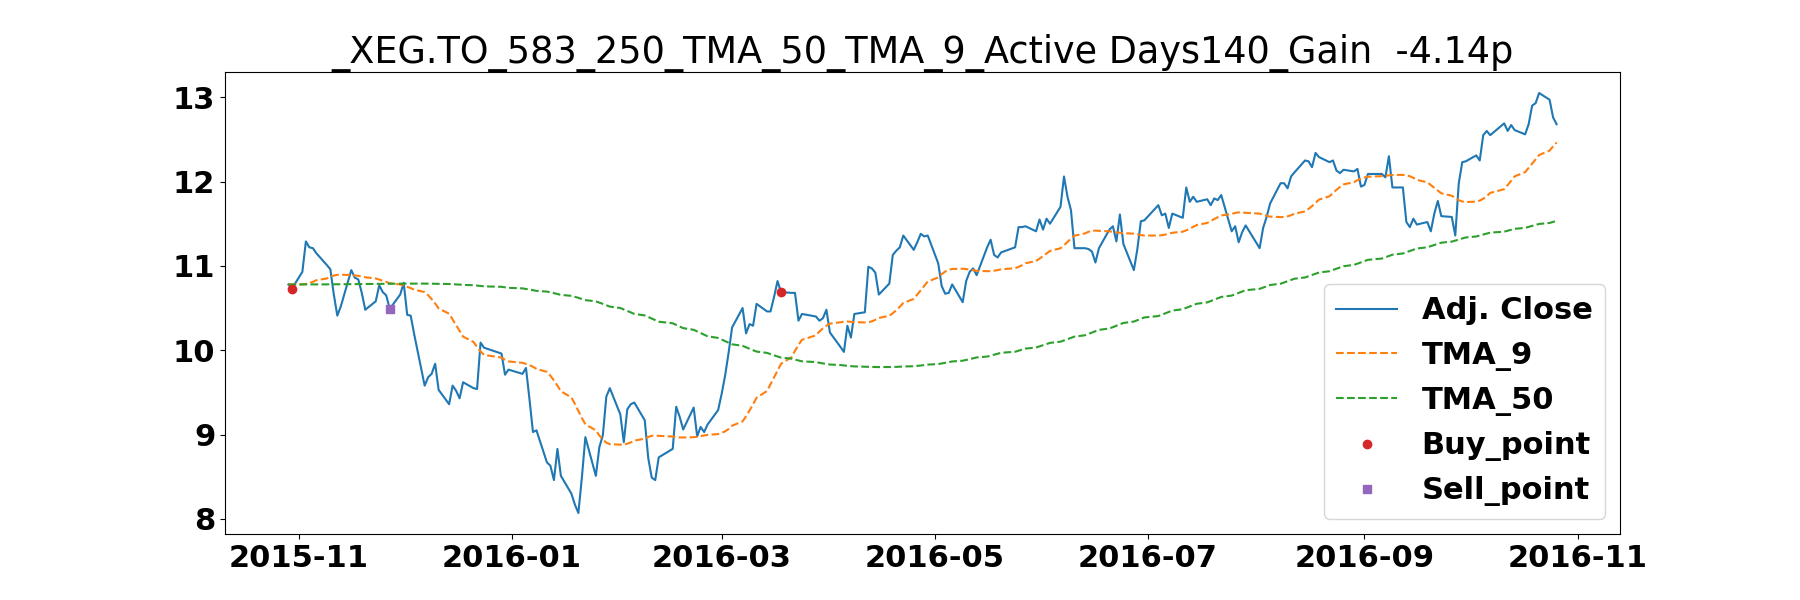 _XEG.TO_583_250_TMA_50_TMA_9_Active Days140_Gain  -4.14p
13
12
11
10
9
8
2015-11 2016-01 2016-03 2016-05 2016-07 2016-09 2016-11
Adj. Close
TMA_9
TMA_50
Buy_point
Sell_point